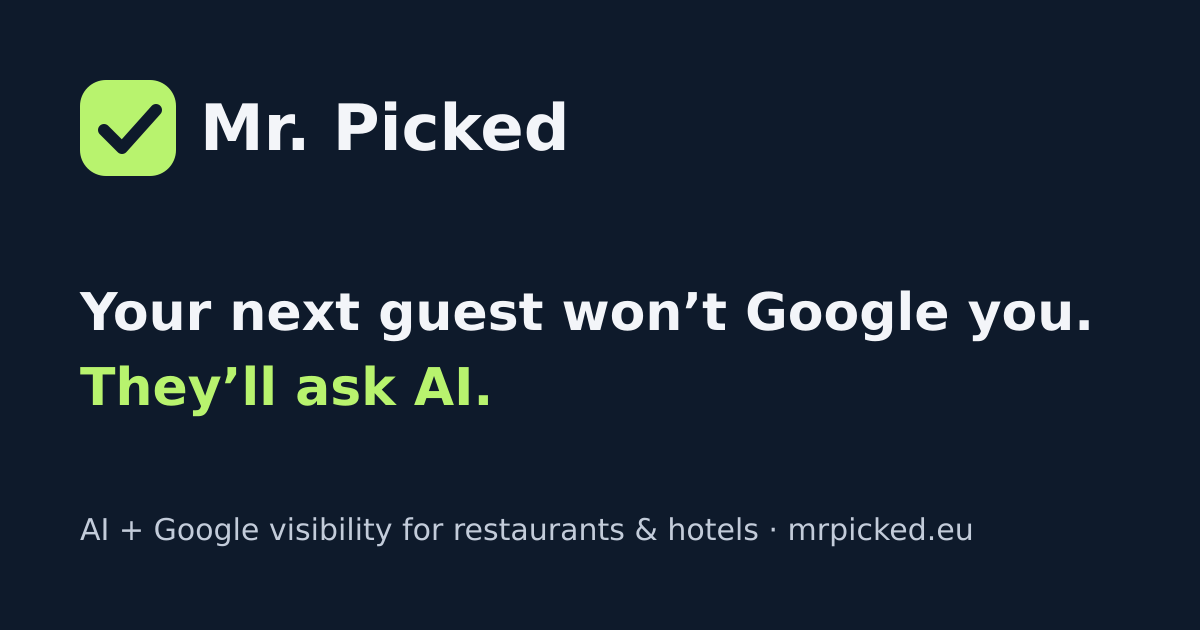 Mr. Picked
Your next guest won’t Google you.
They’ll ask AI.
AI + Google visibility for restaurants & hotels · mrpicked.eu